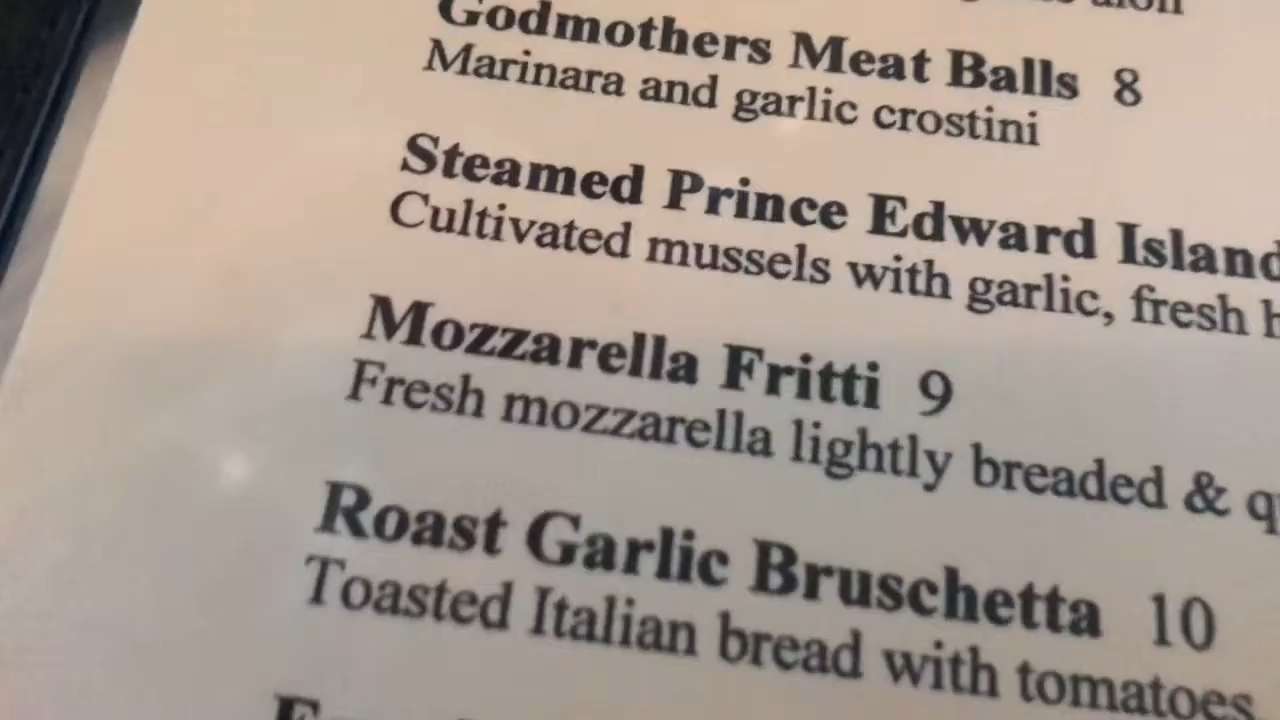 Godmothers Meat Balls 8
Marinara and garlic crostini
Steamed Prince Edward Island
Cultivated mussels with garlic, fresh
Mozzarella Fritti 9
Fresh mozzarella lightly breaded &
Roast Garlic Bruschetta 10
Toasted Italian bread with tomatoes